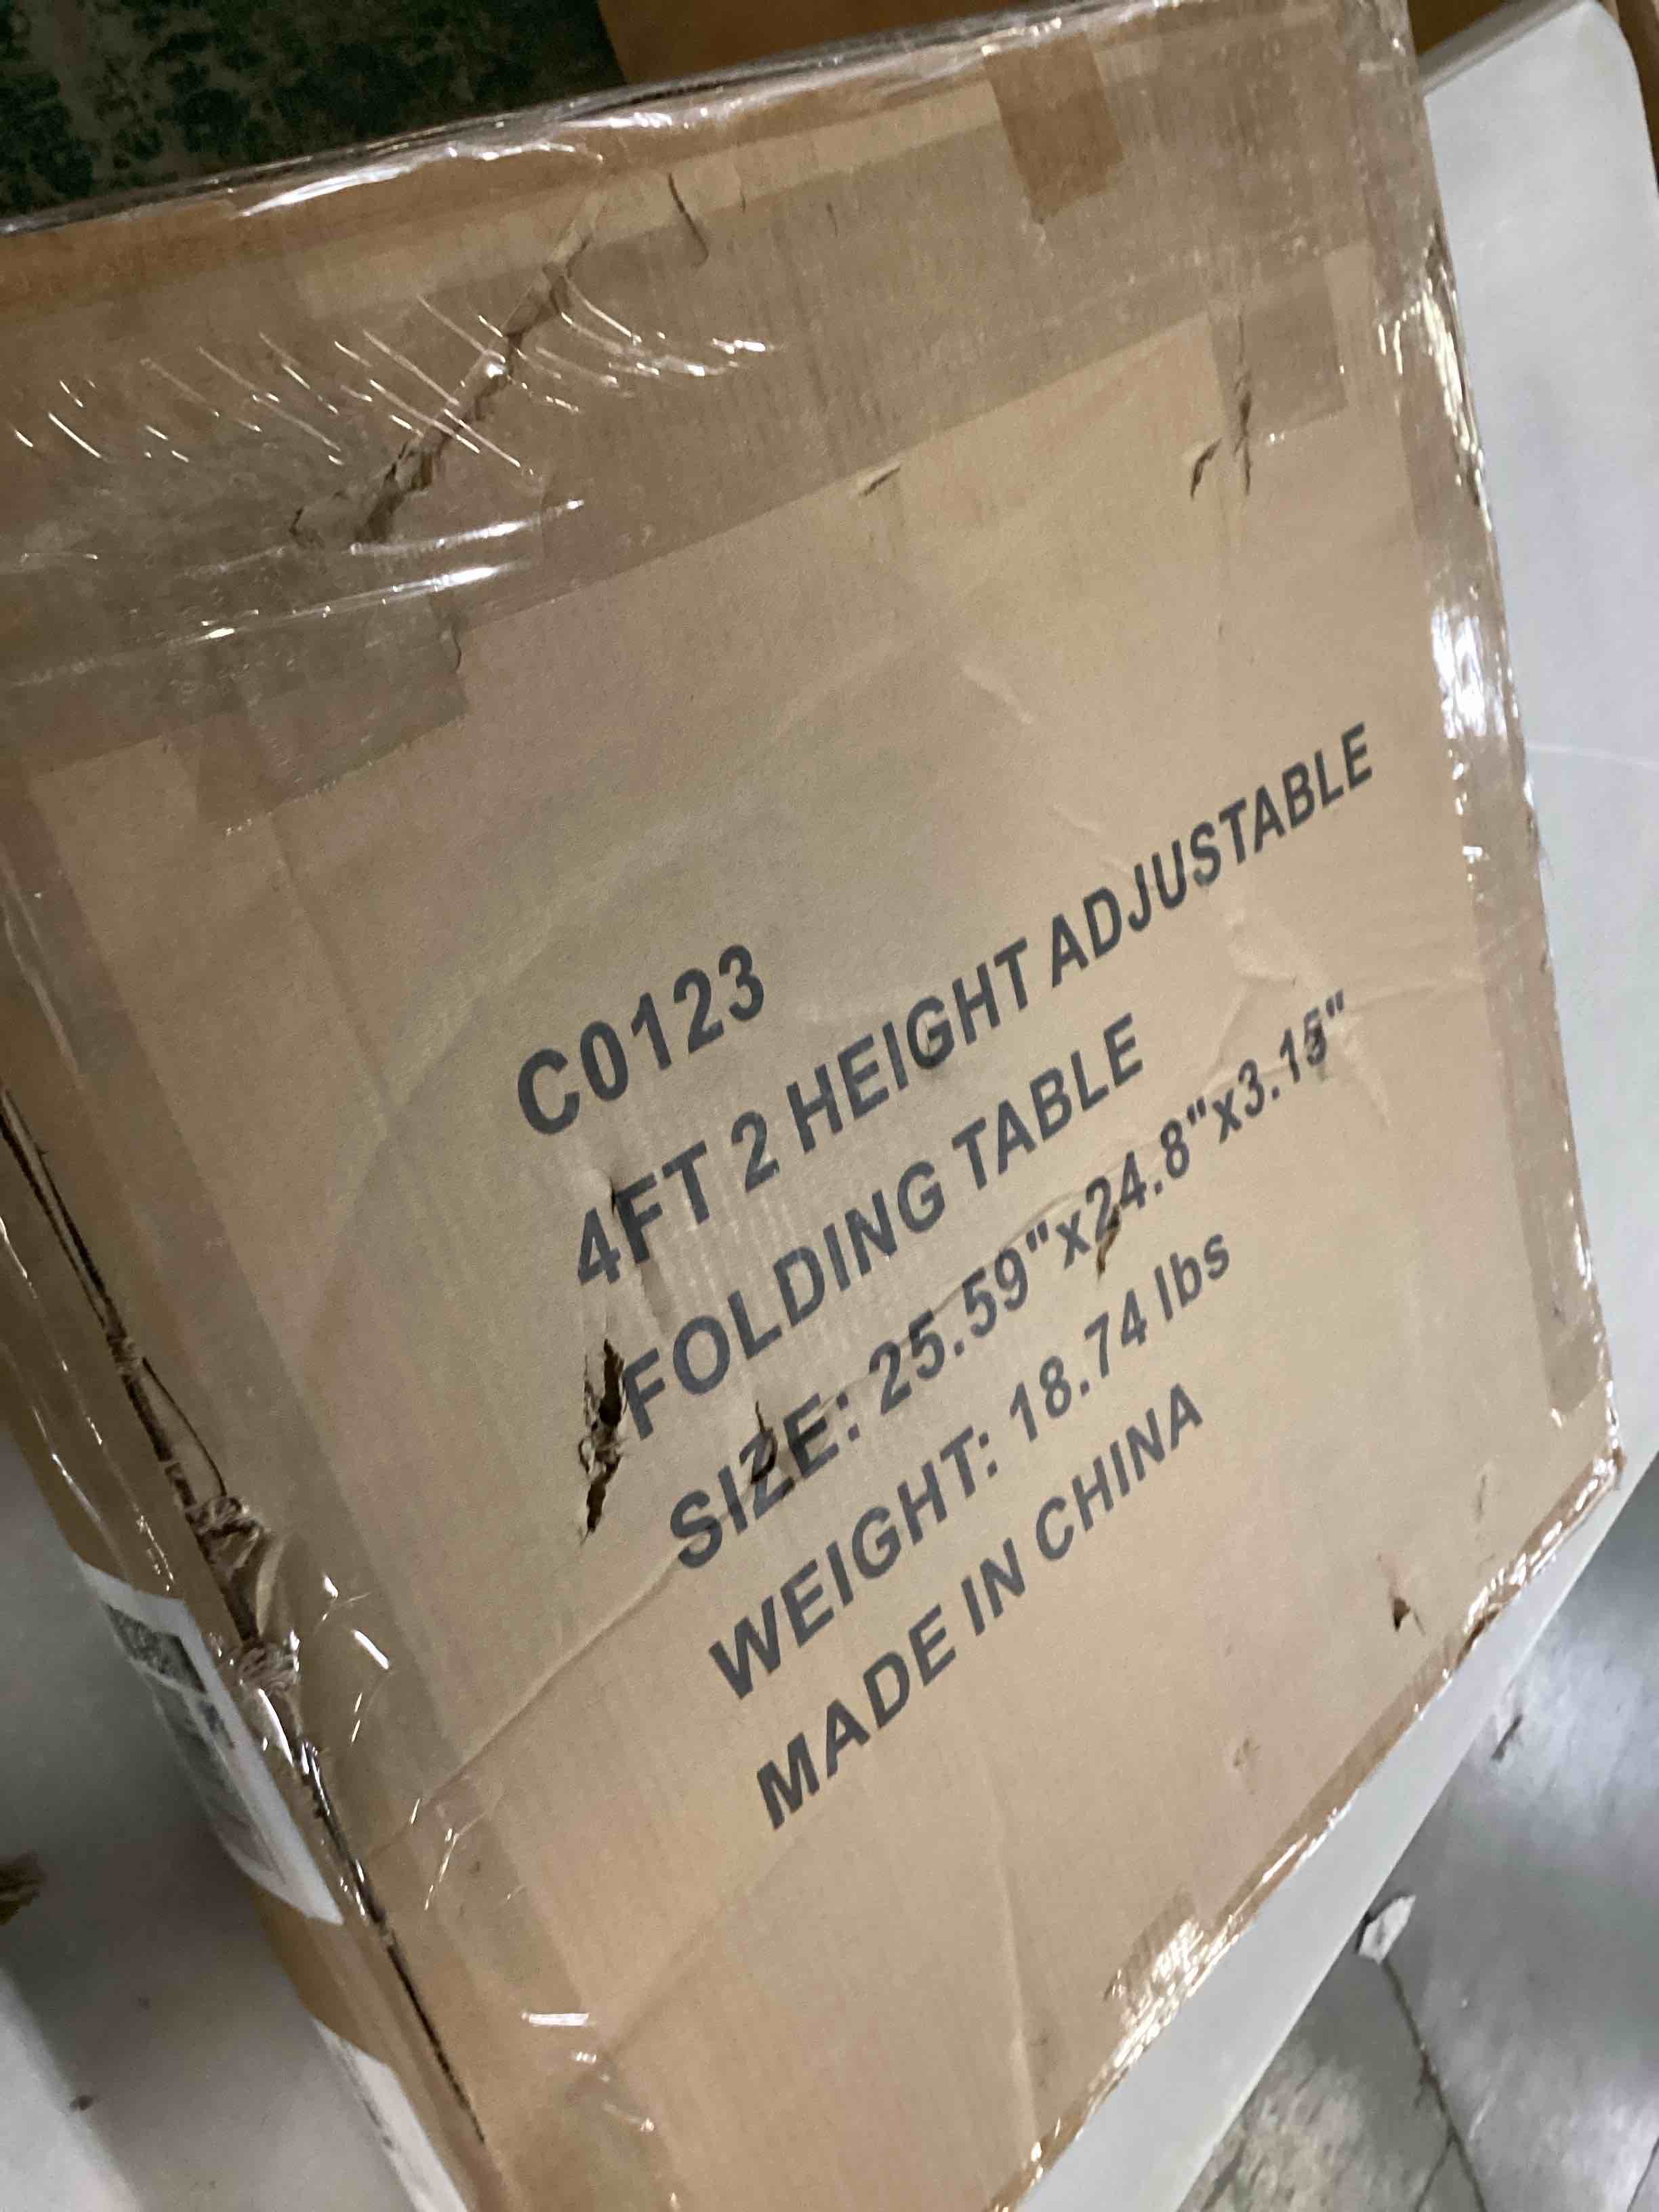 C0123
4FT 2 HEIGHT ADJUSTABLE
FOLDING TABLE
SIZE: 25.59"x24.8"x3.15"
WEIGHT: 18.74 lbs
MADE IN CHINA